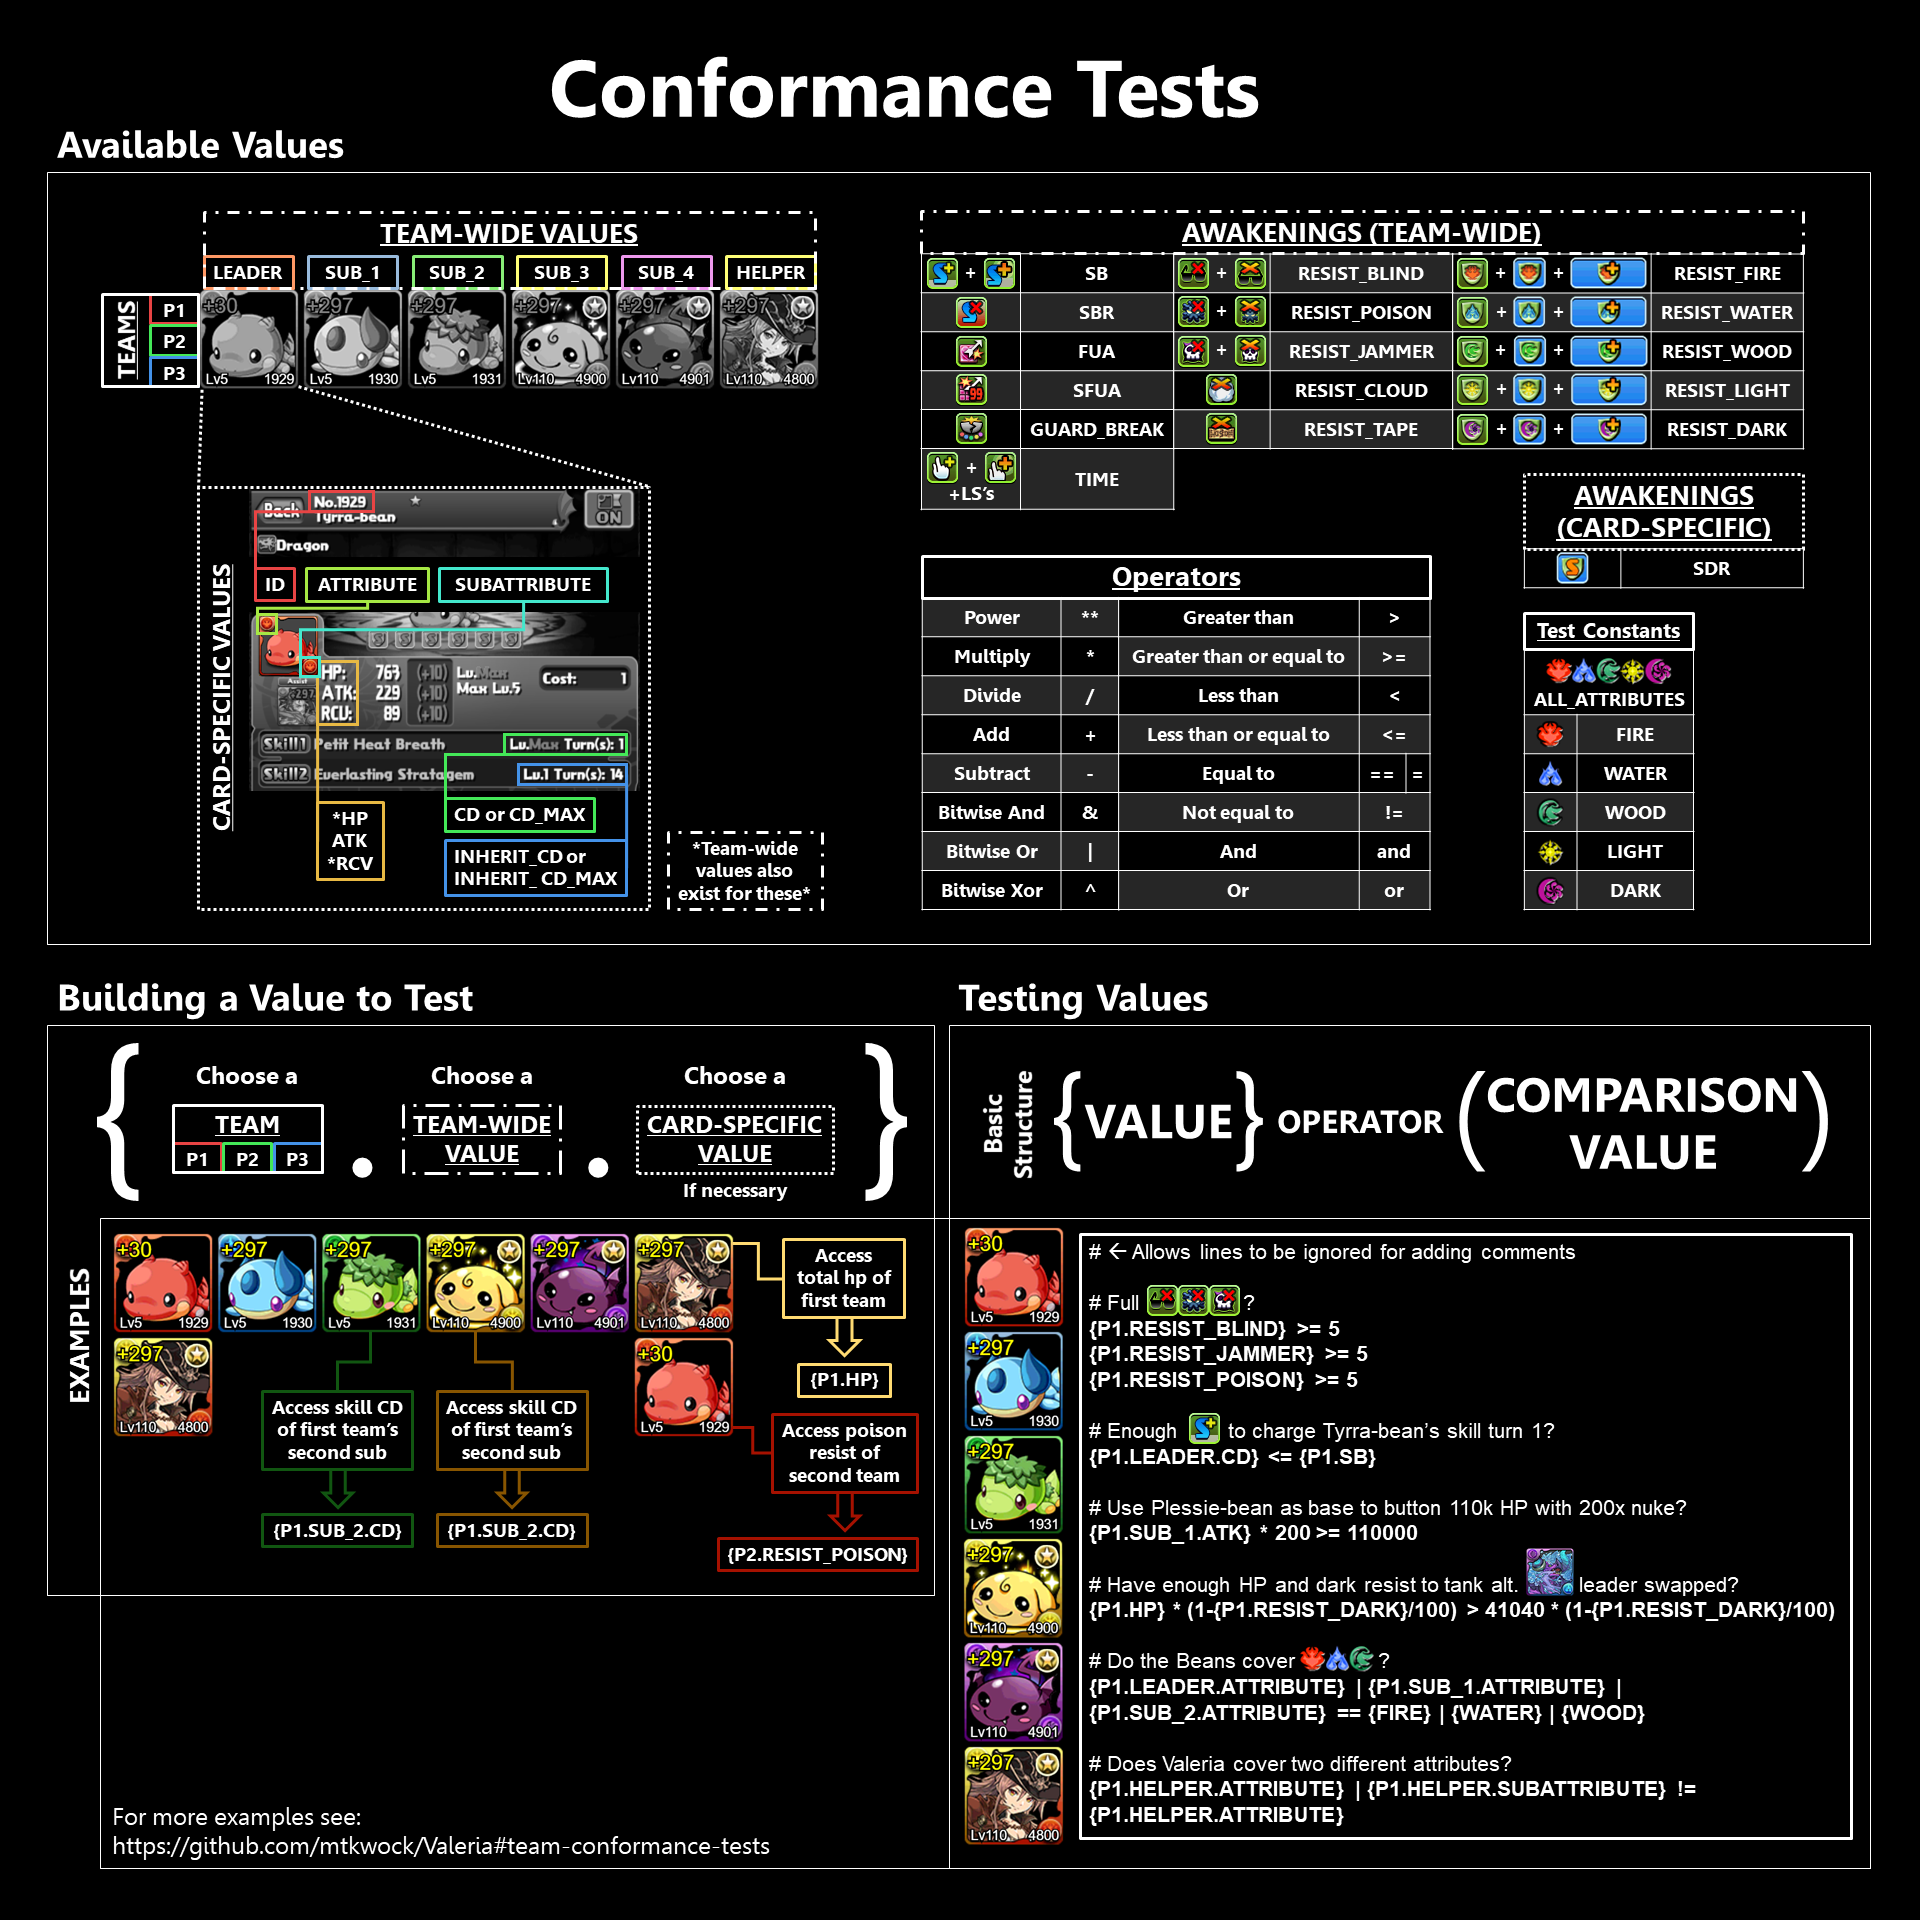 Conformance Tests
Available Values
TEAM-WIDE VALUES
LEADER SUB_1 SUB_2 SUB_3 SUB_4 HELPER
TEAMS
P1
P2
P3
+30 +297 +297 +297 +297 +297
Lv5 1929 Lv5 1930 Lv5 1931 Lv110 4900 Lv110 4901 Lv110 4800
CARD-SPECIFIC VALUES
No.1929
Back
Tyrra-bean
ON
Dragon
ID ATTRIBUTE SUBATTRIBUTE
HP: 763 (+10) Lv.Max
Max Lv.5
Cost: 1
Assist
+297
ATK: 229 (+10)
RCV: 89 (+10)
Skill1 Petit Heat Breath Lv.Max Turn(s): 1
Skill2 Everlasting Stratagem Lv.1 Turn(s): 14
*HP
ATK
*RCV
CD or CD_MAX
INHERIT_CD or
INHERIT_ CD_MAX
*Team-wide
values also
exist for these*
AWAKENINGS (TEAM-WIDE)
+ SB + RESIST_BLIND + + RESIST_FIRE
SBR + RESIST_POISON + + RESIST_WATER
FUA + RESIST_JAMMER + + RESIST_WOOD
SFUA RESIST_CLOUD + + RESIST_LIGHT
GUARD_BREAK RESIST_TAPE + + RESIST_DARK
+
+LS's
TIME
AWAKENINGS
(CARD-SPECIFIC)
SDR
Operators
Power ** Greater than >
Multiply * Greater than or equal to >=
Divide / Less than <
Add + Less than or equal to <=
Subtract - Equal to == =
Bitwise And & Not equal to !=
Bitwise Or | And and
Bitwise Xor ^ Or or
Test Constants
ALL_ATTRIBUTES
FIRE
WATER
WOOD
LIGHT
DARK
Building a Value to Test
{ Choose a Choose a Choose a }
TEAM
P1 P2 P3
.
TEAM-WIDE
VALUE
.
CARD-SPECIFIC
VALUE
If necessary
EXAMPLES
+30 +297 +297 +297 +297 +297
Lv5 1929 Lv5 1930 Lv5 1931 Lv110 4900 Lv110 4901 Lv110 4800
+297
Lv110 4800
+30
Lv5 1929
Access
total hp of
first team
{P1.HP}
Access skill CD
of first team's
second sub
{P1.SUB_2.CD}
Access skill CD
of first team's
second sub
{P1.SUB_2.CD}
Access poison
resist of
second team
{P2.RESIST_POISON}
For more examples see:
https://github.com/mtkwock/Valeria#team-conformance-tests
Testing Values
Basic
Structure
{VALUE} OPERATOR (COMPARISON
VALUE)
+30
Lv5 1929
+297
Lv5 1930
+297
Lv5 1931
+297
Lv110 4900
+297
Lv110 4901
+297
Lv110 4800
# ← Allows lines to be ignored for adding comments
# Full ?
{P1.RESIST_BLIND} >= 5
{P1.RESIST_JAMMER} >= 5
{P1.RESIST_POISON} >= 5
# Enough to charge Tyrra-bean's skill turn 1?
{P1.LEADER.CD} <= {P1.SB}
# Use Plessie-bean as base to button 110k HP with 200x nuke?
{P1.SUB_1.ATK} * 200 >= 110000
# Have enough HP and dark resist to tank alt. leader swapped?
{P1.HP} * (1-{P1.RESIST_DARK}/100) > 41040 * (1-{P1.RESIST_DARK}/100)
# Do the Beans cover ?
{P1.LEADER.ATTRIBUTE} | {P1.SUB_1.ATTRIBUTE} |
{P1.SUB_2.ATTRIBUTE} == {FIRE} | {WATER} | {WOOD}
# Does Valeria cover two different attributes?
{P1.HELPER.ATTRIBUTE} | {P1.HELPER.SUBATTRIBUTE} !=
{P1.HELPER.ATTRIBUTE}